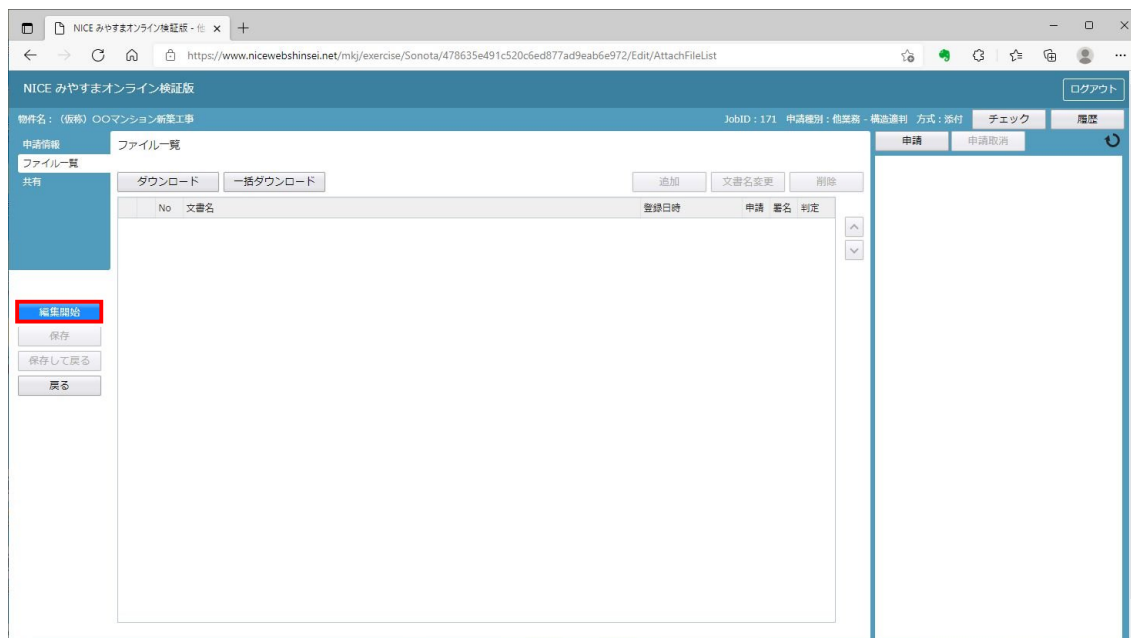 NICE みやすまオンライン検証版 - 他
https://www.nicewebshinsei.net/mkj/exercise/Sonota/478635e491c520c6ed877ad9eab6e972/Edit/AttachFileList
NICE みやすまオンライン検証版
ログアウト
物件名：（仮称）〇〇マンション新築工事
JobID：171 申請種別：他業務 - 構造適判 方式：添付
チェック
履歴
申請情報
ファイル一覧
共有
ファイル一覧
申請
申請取消
ダウンロード
一括ダウンロード
追加
文書名変更
削除
No 文書名 登録日時 申請 署名 判定
編集開始
保存
保存して戻る
戻る